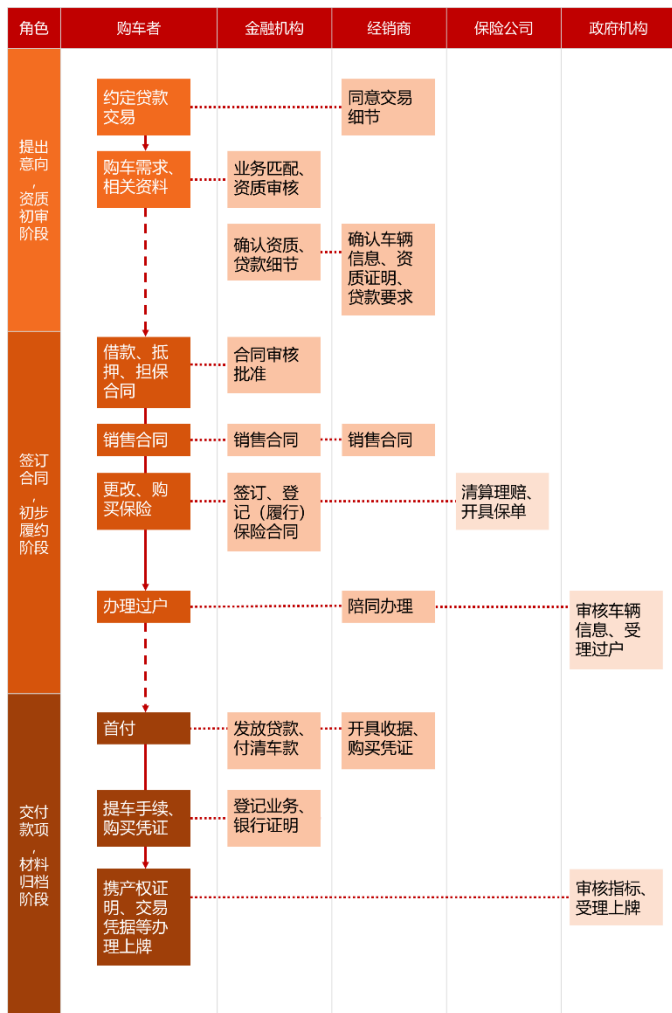 角色
购车者
金融机构
经销商
保险公司
政府机构
提出
意向
，
资质
初审
阶段
约定贷款
交易
同意交易
细节
购车需求、
相关资料
业务匹配、
资质审核
确认资质、
贷款细节
确认车辆
信息、资
质证明、
贷款要求
签订
合同
，
初步
履约
阶段
借款、抵
押、担保
合同
合同审核
批准
销售合同
销售合同
销售合同
更改、购
买保险
签订、登
记（履行）
保险合同
清算理赔、
开具保单
办理过户
陪同办理
审核车辆
信息、受
理过户
交付
款项
，
材料
归档
阶段
首付
发放贷款、
付清车款
开具收据、
购买凭证
提车手续、
购买凭证
登记业务、
银行证明
携产权证
明、交易
凭据等办
理上牌
审核指标、
受理上牌